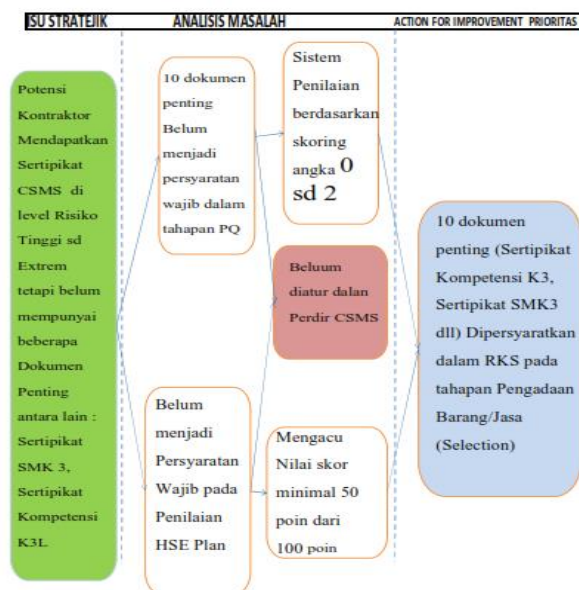 ISU STRATEJIK
ANALISIS MASALAH
ACTION FOR IMPROVEMENT PRIORITAS
Potensi
Kontraktor
Mendapatkan
Sertipikat
CSMS di
level Risiko
Tinggi sd
Extrem
tetapi belum
mempunyai
beberapa
Dokumen
Penting
antara lain :
Sertipikat
SMK 3,
Sertipikat
Kompetensi
K3L
10 dokumen
penting
Belum
menjadi
persyaratan
wajib dalam
tahapan PQ
Belum
menjadi
Persyaratan
Wajib pada
Penilaian
HSE Plan
Sistem
Penilaian
berdasarkan
skoring
angka 0
sd 2
Beluum
diatur dalan
Perdir CSMS
Mengacu
Nilai skor
minimal 50
poin dari
100 poin
10 dokumen
penting (Sertipikat
Kompetensi K3,
Sertipikat SMK3
dll) Dipersyaratkan
dalam RKS pada
tahapan Pengadaan
Barang/Jasa
(Selection)